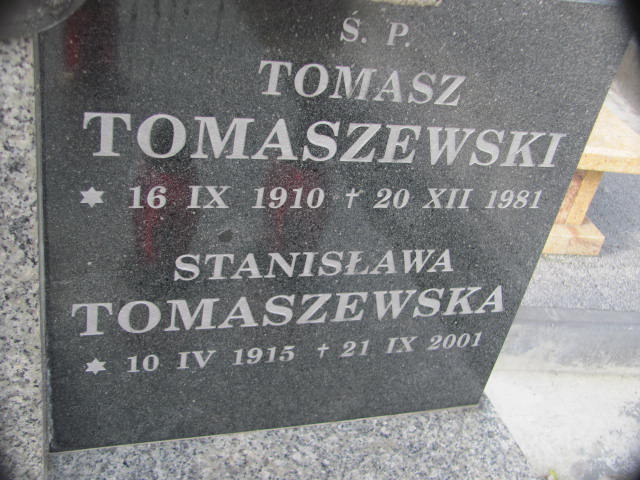 Ś. P.
TOMASZ
TOMASZEWSKI
✶ 16 IX 1910 † 20 XII 1981
STANISŁAWA
TOMASZEWSKA
✶ 10 IV 1915 † 21 IX 2001